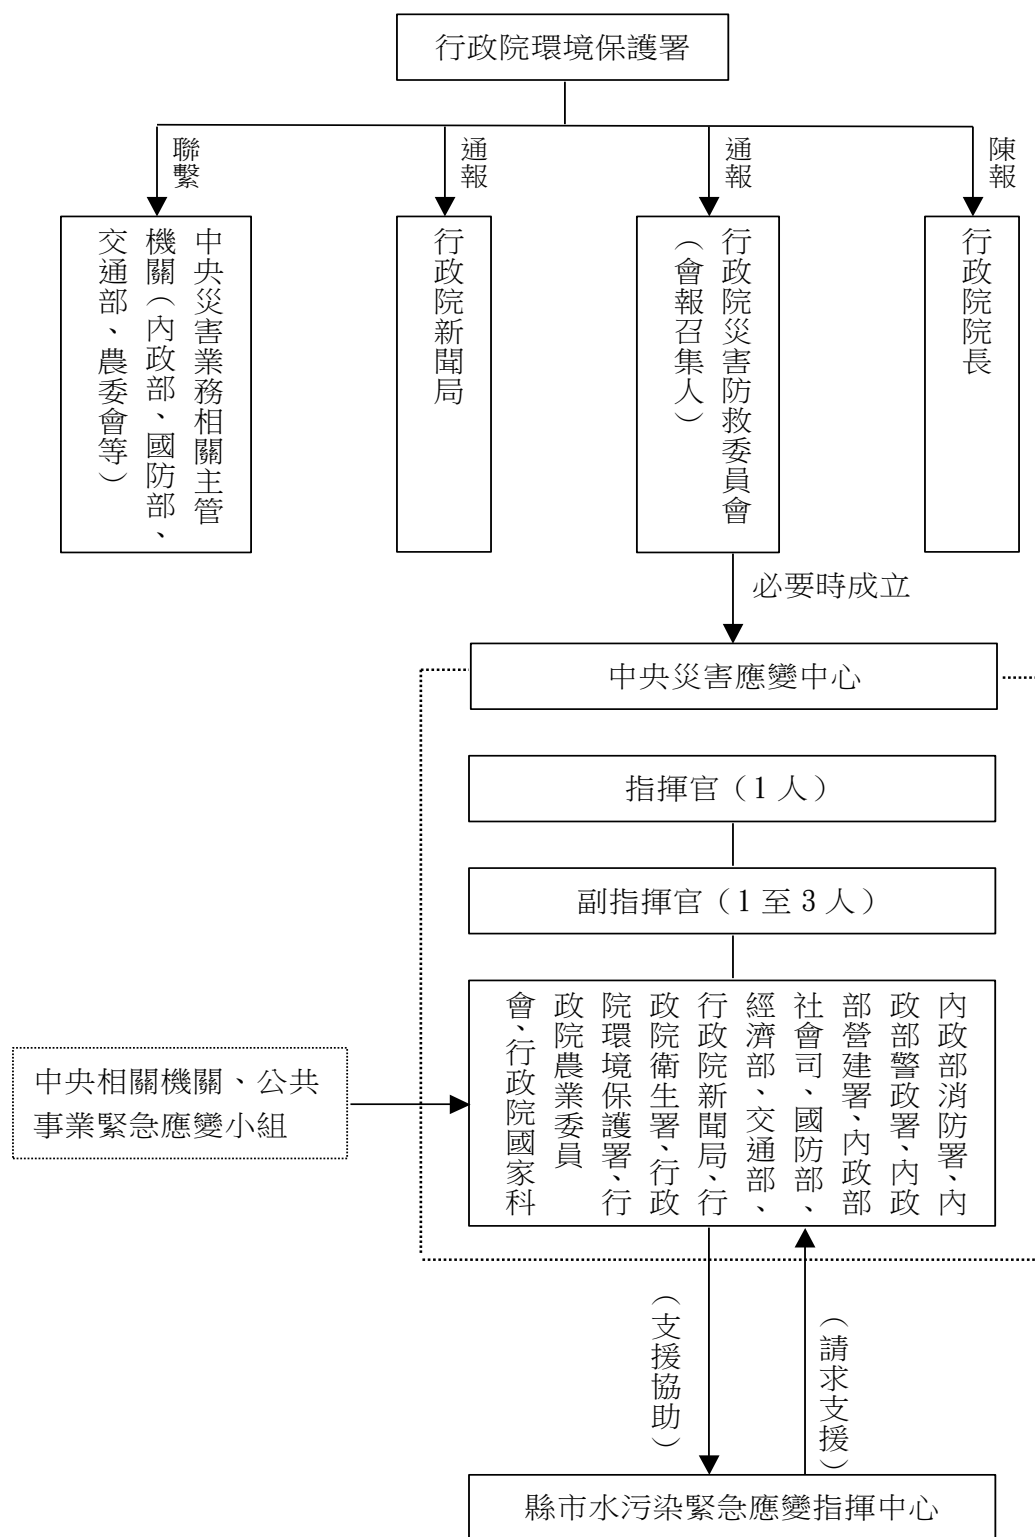 行政院環境保護署
聯繫
通報
通報
陳報
中央災害業務相關主管
機關（內政部、國防部、
交通部、農委會等）
行政院新聞局
行政院災害防救委員會
（會報召集人）
行政院院長
必要時成立
中央災害應變中心
指揮官（1 人）
副指揮官（1 至 3 人）
內政部消防署、內
政部警政署、內政
部營建署、內政部
社會司、國防部、
經濟部、交通部、
行政院新聞局、行
政院衛生署、行政
院環境保護署、行
政院農業委員
會、行政院國家科
中央相關機關、公共
事業緊急應變小組
（支援協助）
（請求支援）
縣市水污染緊急應變指揮中心